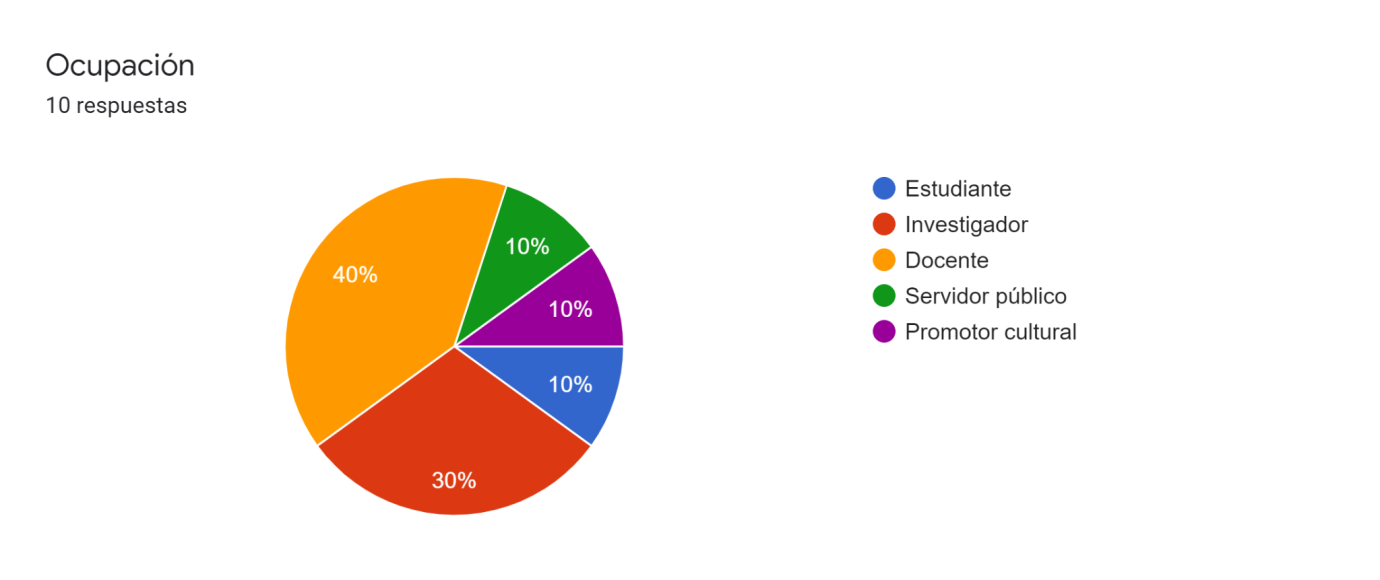 Ocupación
10 respuestas
Estudiante
Investigador
Docente
Servidor público
Promotor cultural
10%
40%
10%
10%
30%